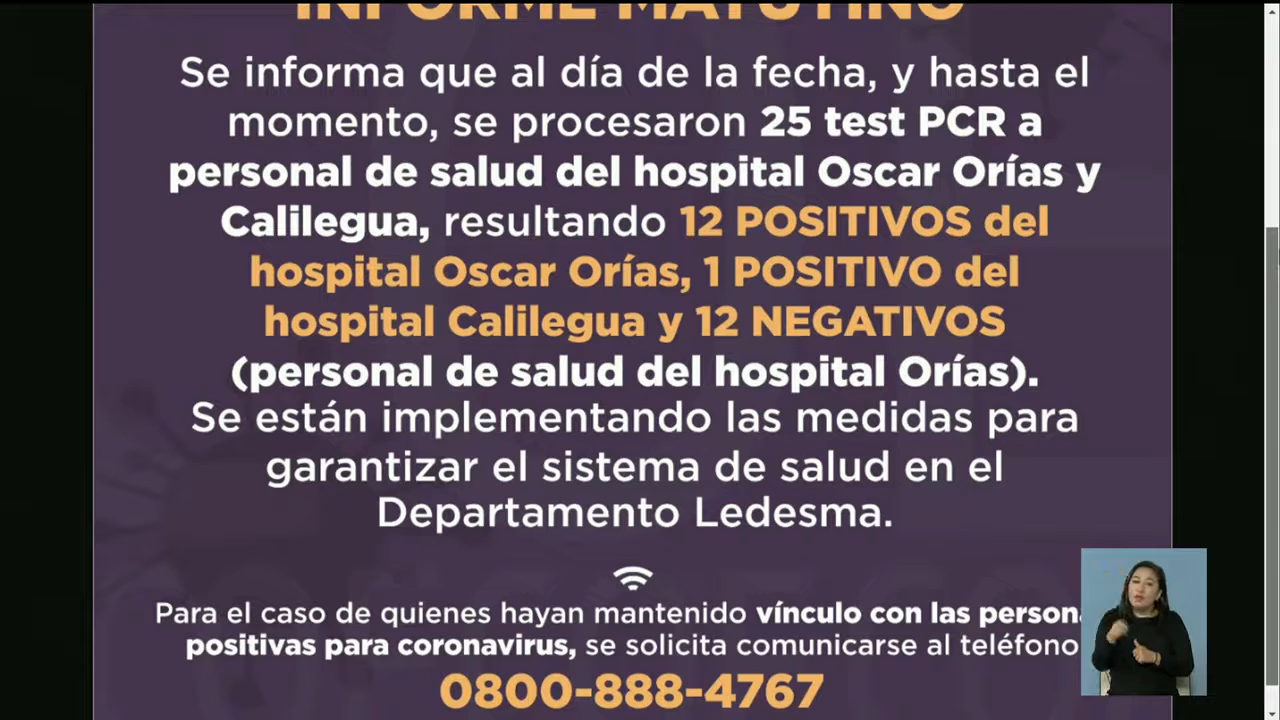 INFORME MATUTINO
Se informa que al día de la fecha, y hasta el
momento, se procesaron 25 test PCR a
personal de salud del hospital Oscar Orías y
Calilegua, resultando 12 POSITIVOS del
hospital Oscar Orías, 1 POSITIVO del
hospital Calilegua y 12 NEGATIVOS
(personal de salud del hospital Orías).
Se están implementando las medidas para
garantizar el sistema de salud en el
Departamento Ledesma.
Para el caso de quienes hayan mantenido vínculo con las persona
positivas para coronavirus, se solicita comunicarse al teléfono
0800-888-4767